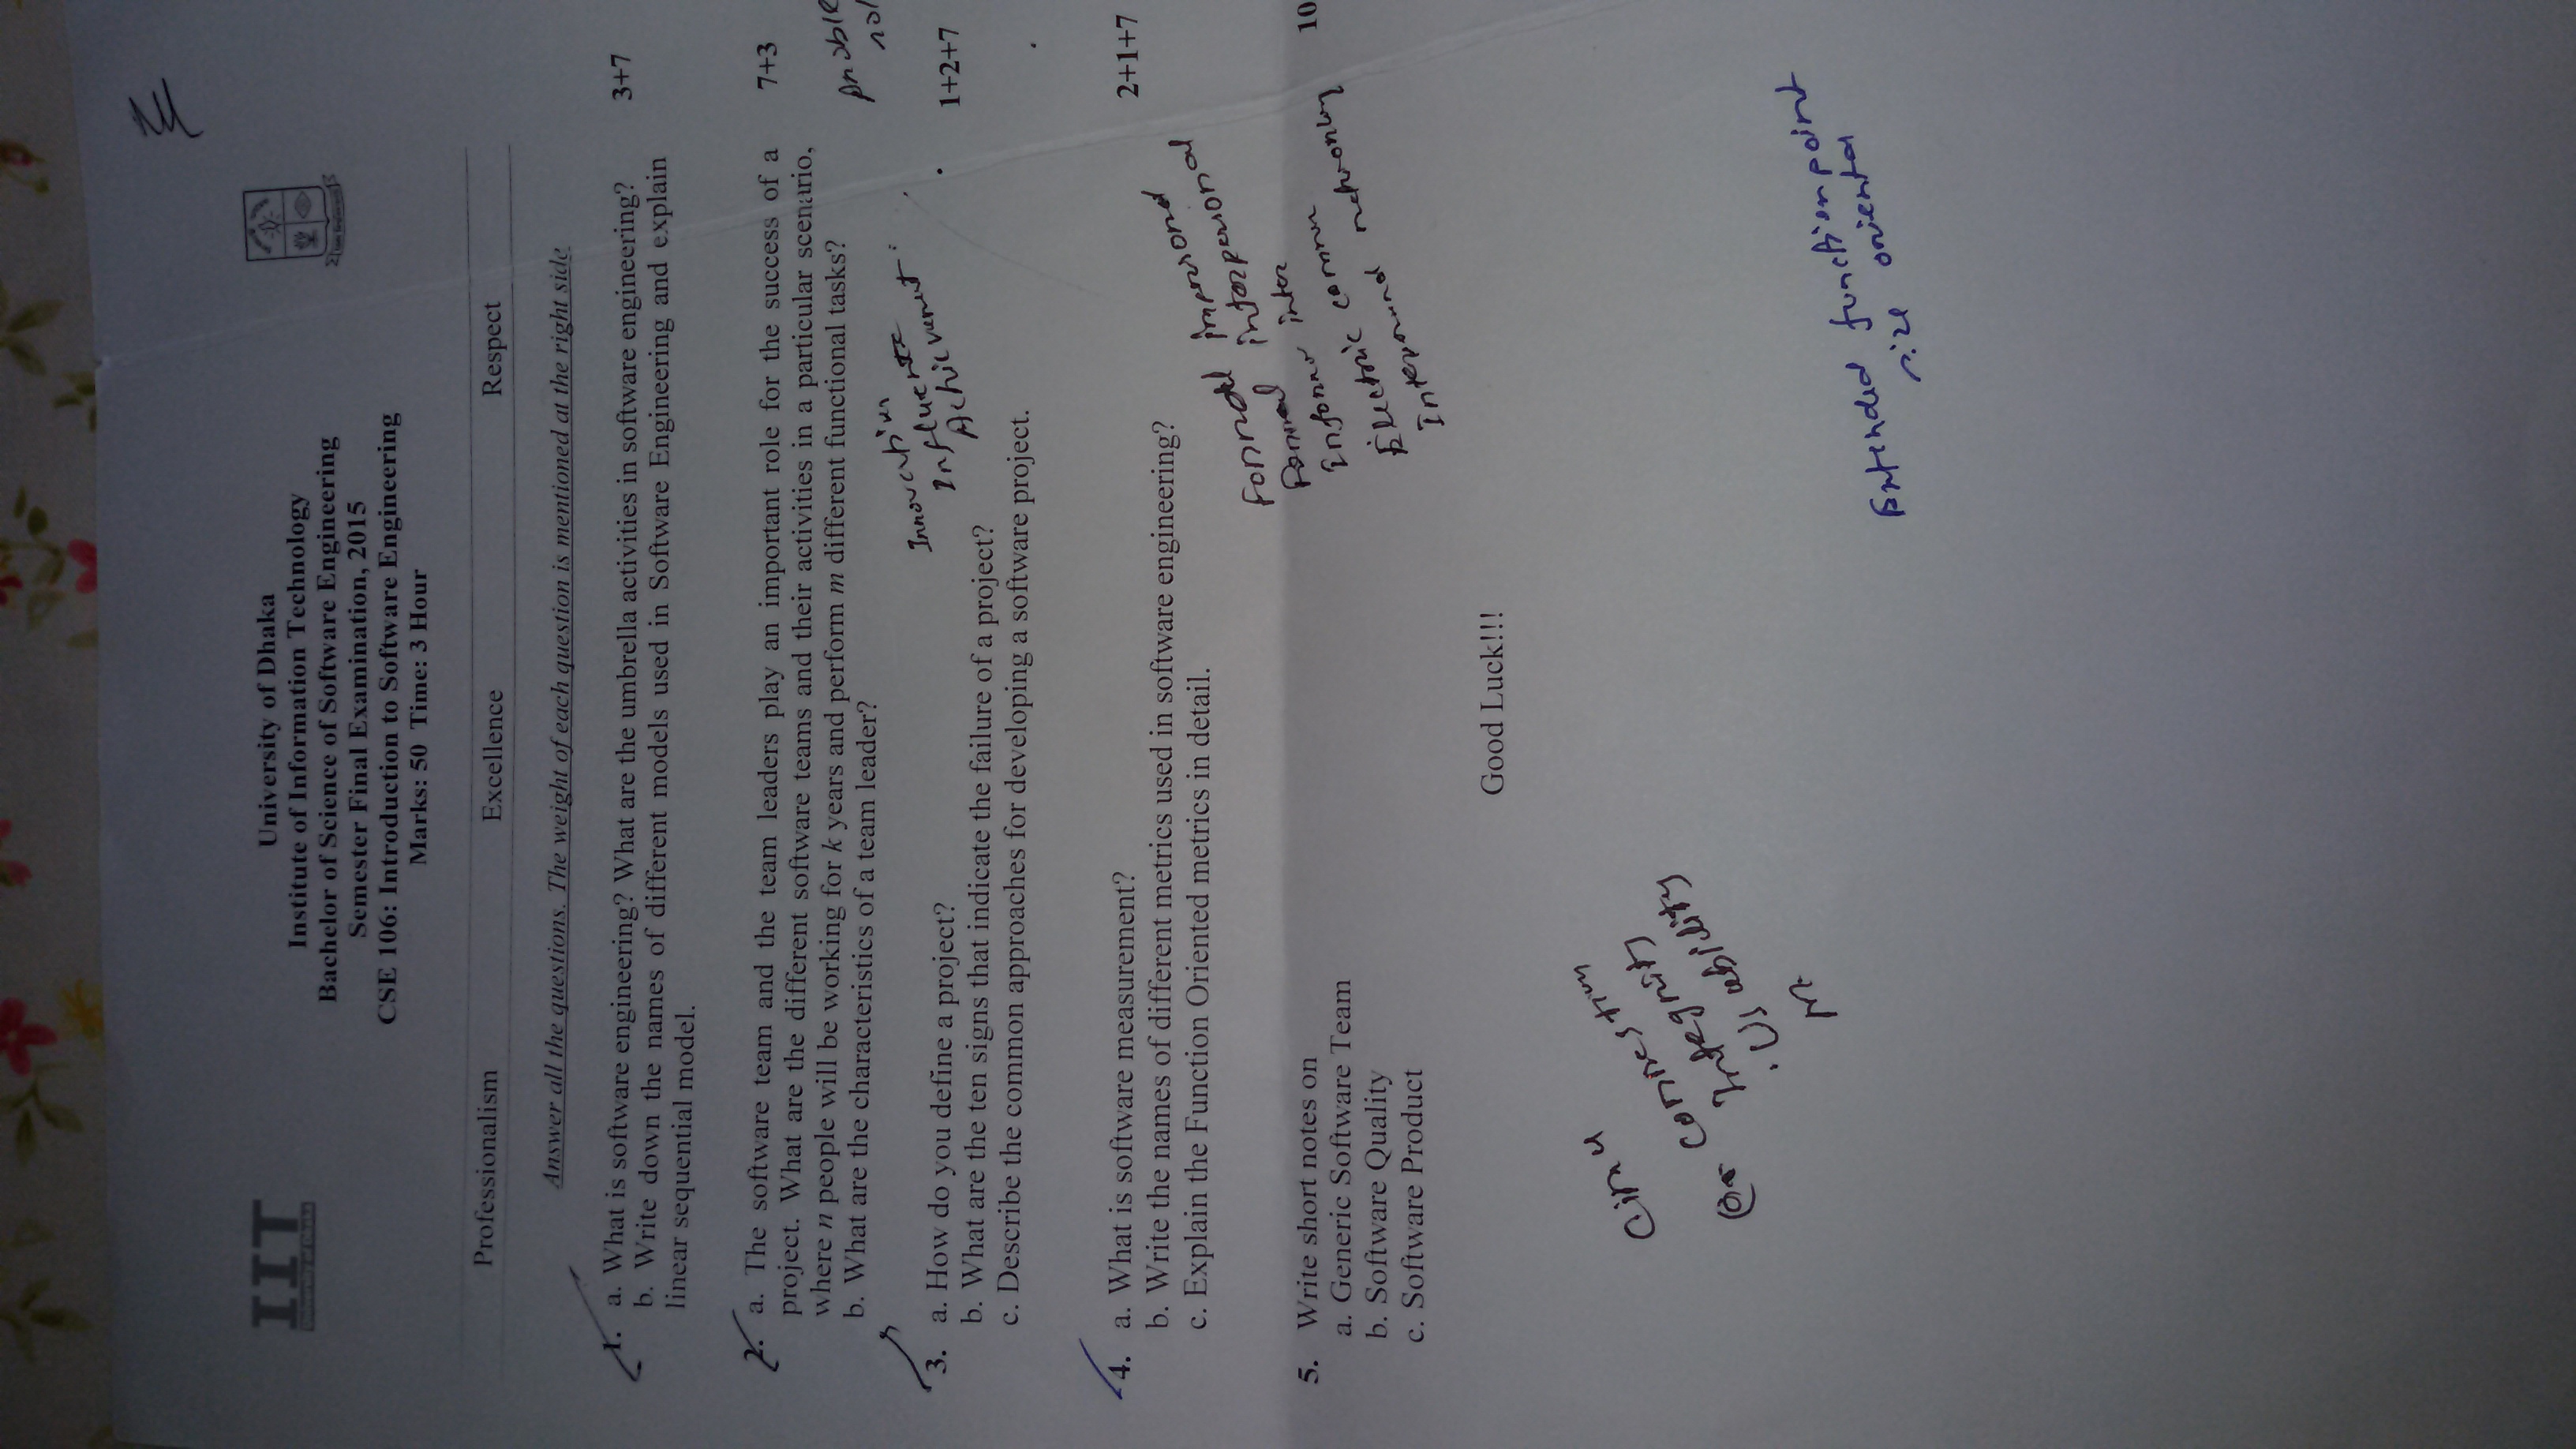 IIT
University of Dhaka
University of Dhaka
Institute of Information Technology
Bachelor of Science of Software Engineering
Semester Final Examination, 2015
CSE 106: Introduction to Software Engineering
Marks: 50 Time: 3 Hour
Professionalism Excellence Respect
Answer all the questions. The weight of each question is mentioned at the right side
1. a. What is software engineering? What are the umbrella activities in software engineering? 3+7
b. Write down the names of different models used in Software Engineering and explain
linear sequential model.
2. a. The software team and the team leaders play an important role for the success of a 7+3
project. What are the different software teams and their activities in a particular scenario,
where n people will be working for k years and perform m different functional tasks?
b. What are the characteristics of a team leader?
Innovation
Influence
Achievement
3. a. How do you define a project? 1+2+7
b. What are the ten signs that indicate the failure of a project?
c. Describe the common approaches for developing a software project.
4. a. What is software measurement? 2+1+7
b. Write the names of different metrics used in software engineering?
c. Explain the Function Oriented metrics in detail.
Formal impersonal
Formal interpersonal
inter
Electric commun
5. Write short notes on 10
a. Generic Software Team
b. Software Quality
c. Software Product
Good Luck!!!
Integrity
Usability
Extended function point
size oriented